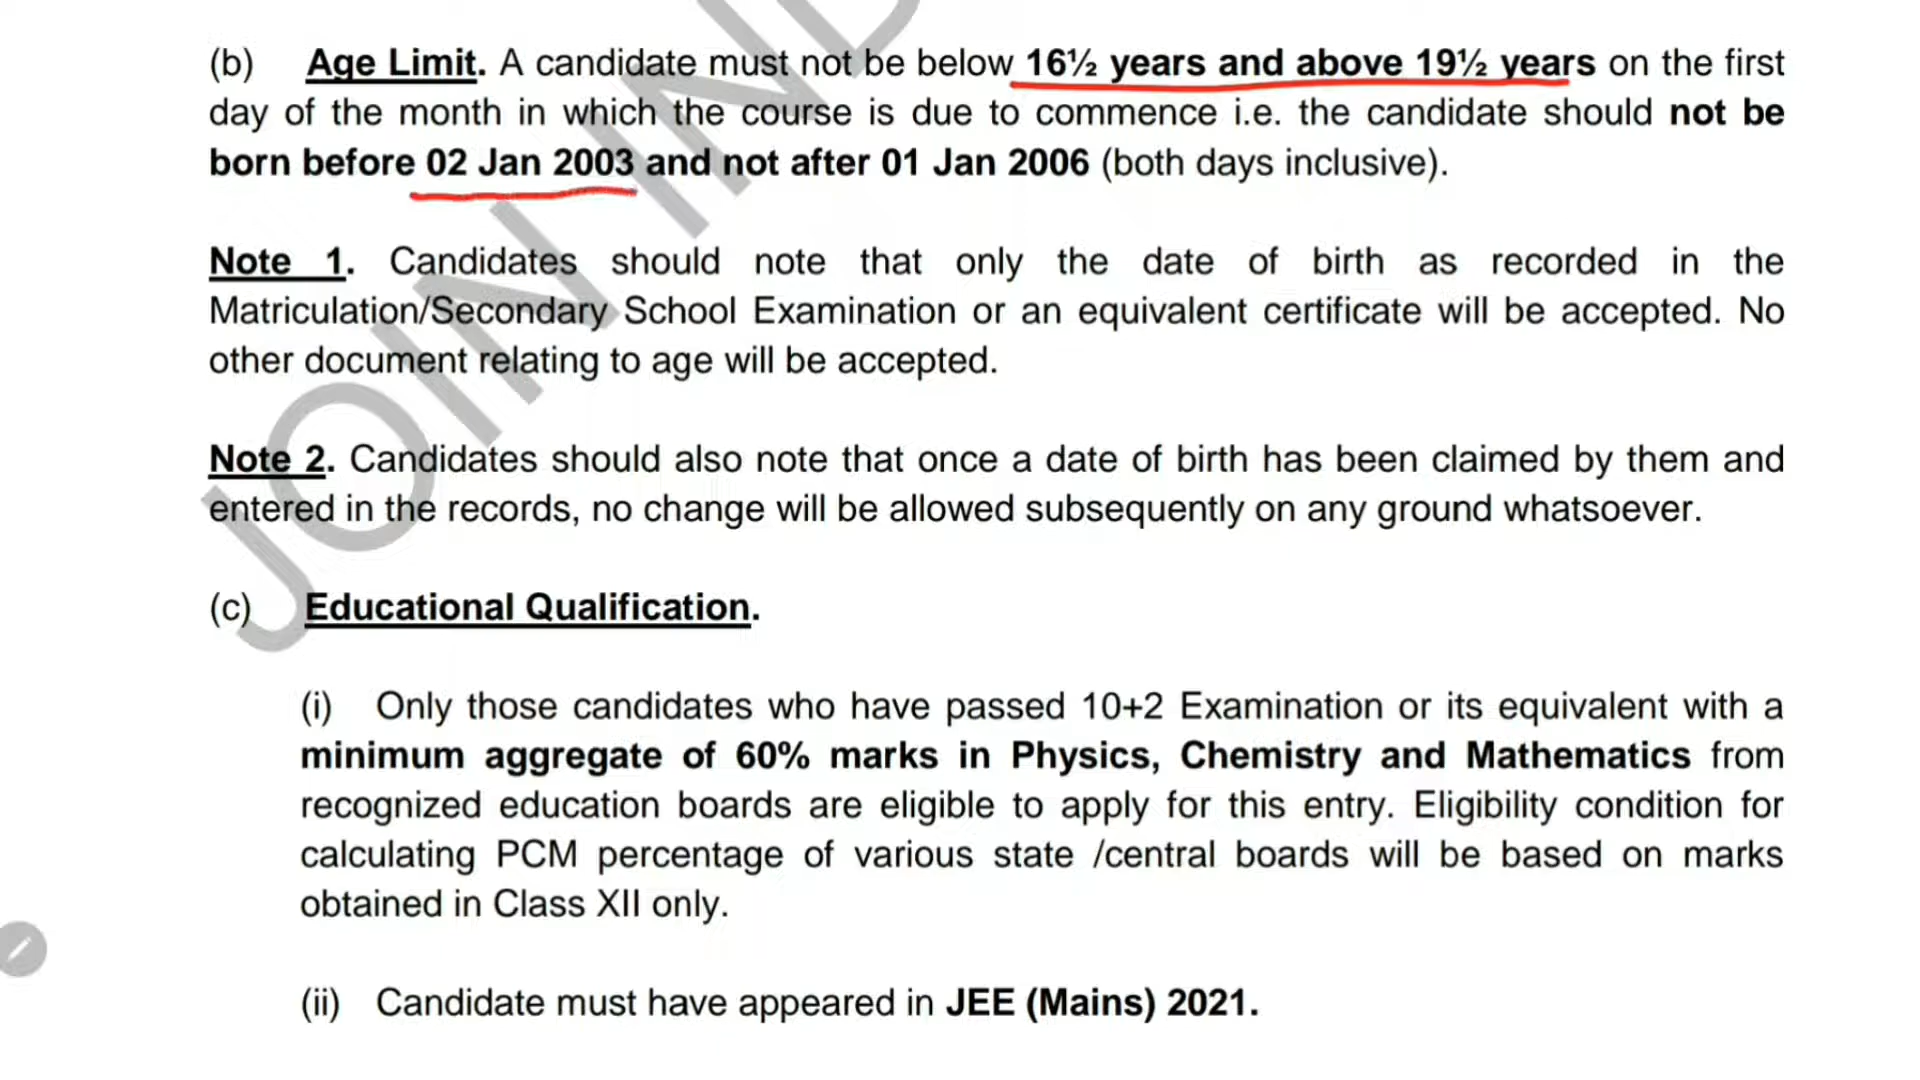 (b) Age Limit. A candidate must not be below 16½ years and above 19½ years on the first
day of the month in which the course is due to commence i.e. the candidate should not be
born before 02 Jan 2003 and not after 01 Jan 2006 (both days inclusive).
Note 1. Candidates should note that only the date of birth as recorded in the
Matriculation/Secondary School Examination or an equivalent certificate will be accepted. No
other document relating to age will be accepted.
Note 2. Candidates should also note that once a date of birth has been claimed by them and
entered in the records, no change will be allowed subsequently on any ground whatsoever.
(c) Educational Qualification.
(i) Only those candidates who have passed 10+2 Examination or its equivalent with a
minimum aggregate of 60% marks in Physics, Chemistry and Mathematics from
recognized education boards are eligible to apply for this entry. Eligibility condition for
calculating PCM percentage of various state /central boards will be based on marks
obtained in Class XII only.
(ii) Candidate must have appeared in JEE (Mains) 2021.
JOIN IND